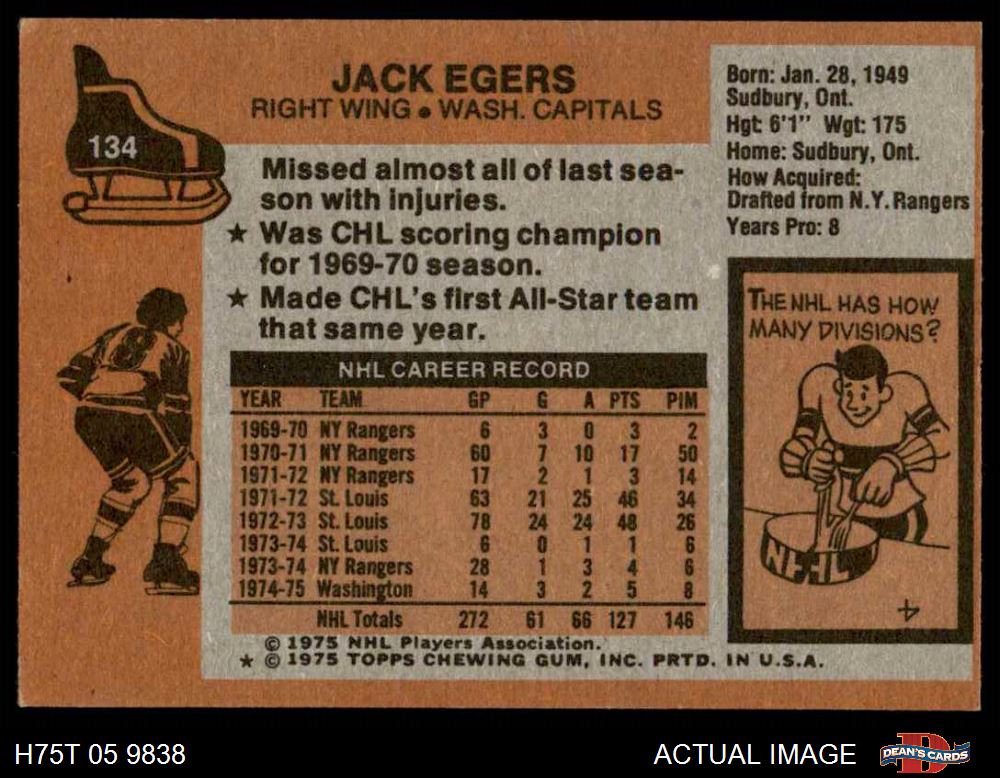 134
JACK EGERS
RIGHT WING • WASH. CAPITALS
Born: Jan. 28, 1949
Sudbury, Ont.
Hgt: 6'1" Wgt: 175
Home: Sudbury, Ont.
How Acquired:
Drafted from N.Y. Rangers
Years Pro: 8
Missed almost all of last sea-
son with injuries.
★ Was CHL scoring champion
for 1969-70 season.
★ Made CHL's first All-Star team
that same year.
NHL CAREER RECORD
YEAR TEAM GP G A PTS PIM
1969-70 NY Rangers 6 3 0 3 2
1970-71 NY Rangers 60 7 10 17 50
1971-72 NY Rangers 17 2 1 3 14
1971-72 St. Louis 63 21 25 46 34
1972-73 St. Louis 78 24 24 48 26
1973-74 St. Louis 6 0 1 1 6
1973-74 NY Rangers 28 1 3 4 6
1974-75 Washington 14 3 2 5 8
NHL Totals 272 61 66 127 146
© 1975 NHL Players Association.
★ © 1975 TOPPS CHEWING GUM, INC. PRTD. IN U.S.A.
8
THE NHL HAS HOW
MANY DIVISIONS?
NHL
4
H75T 05 9838
ACTUAL IMAGE
DEAN'S CARDS